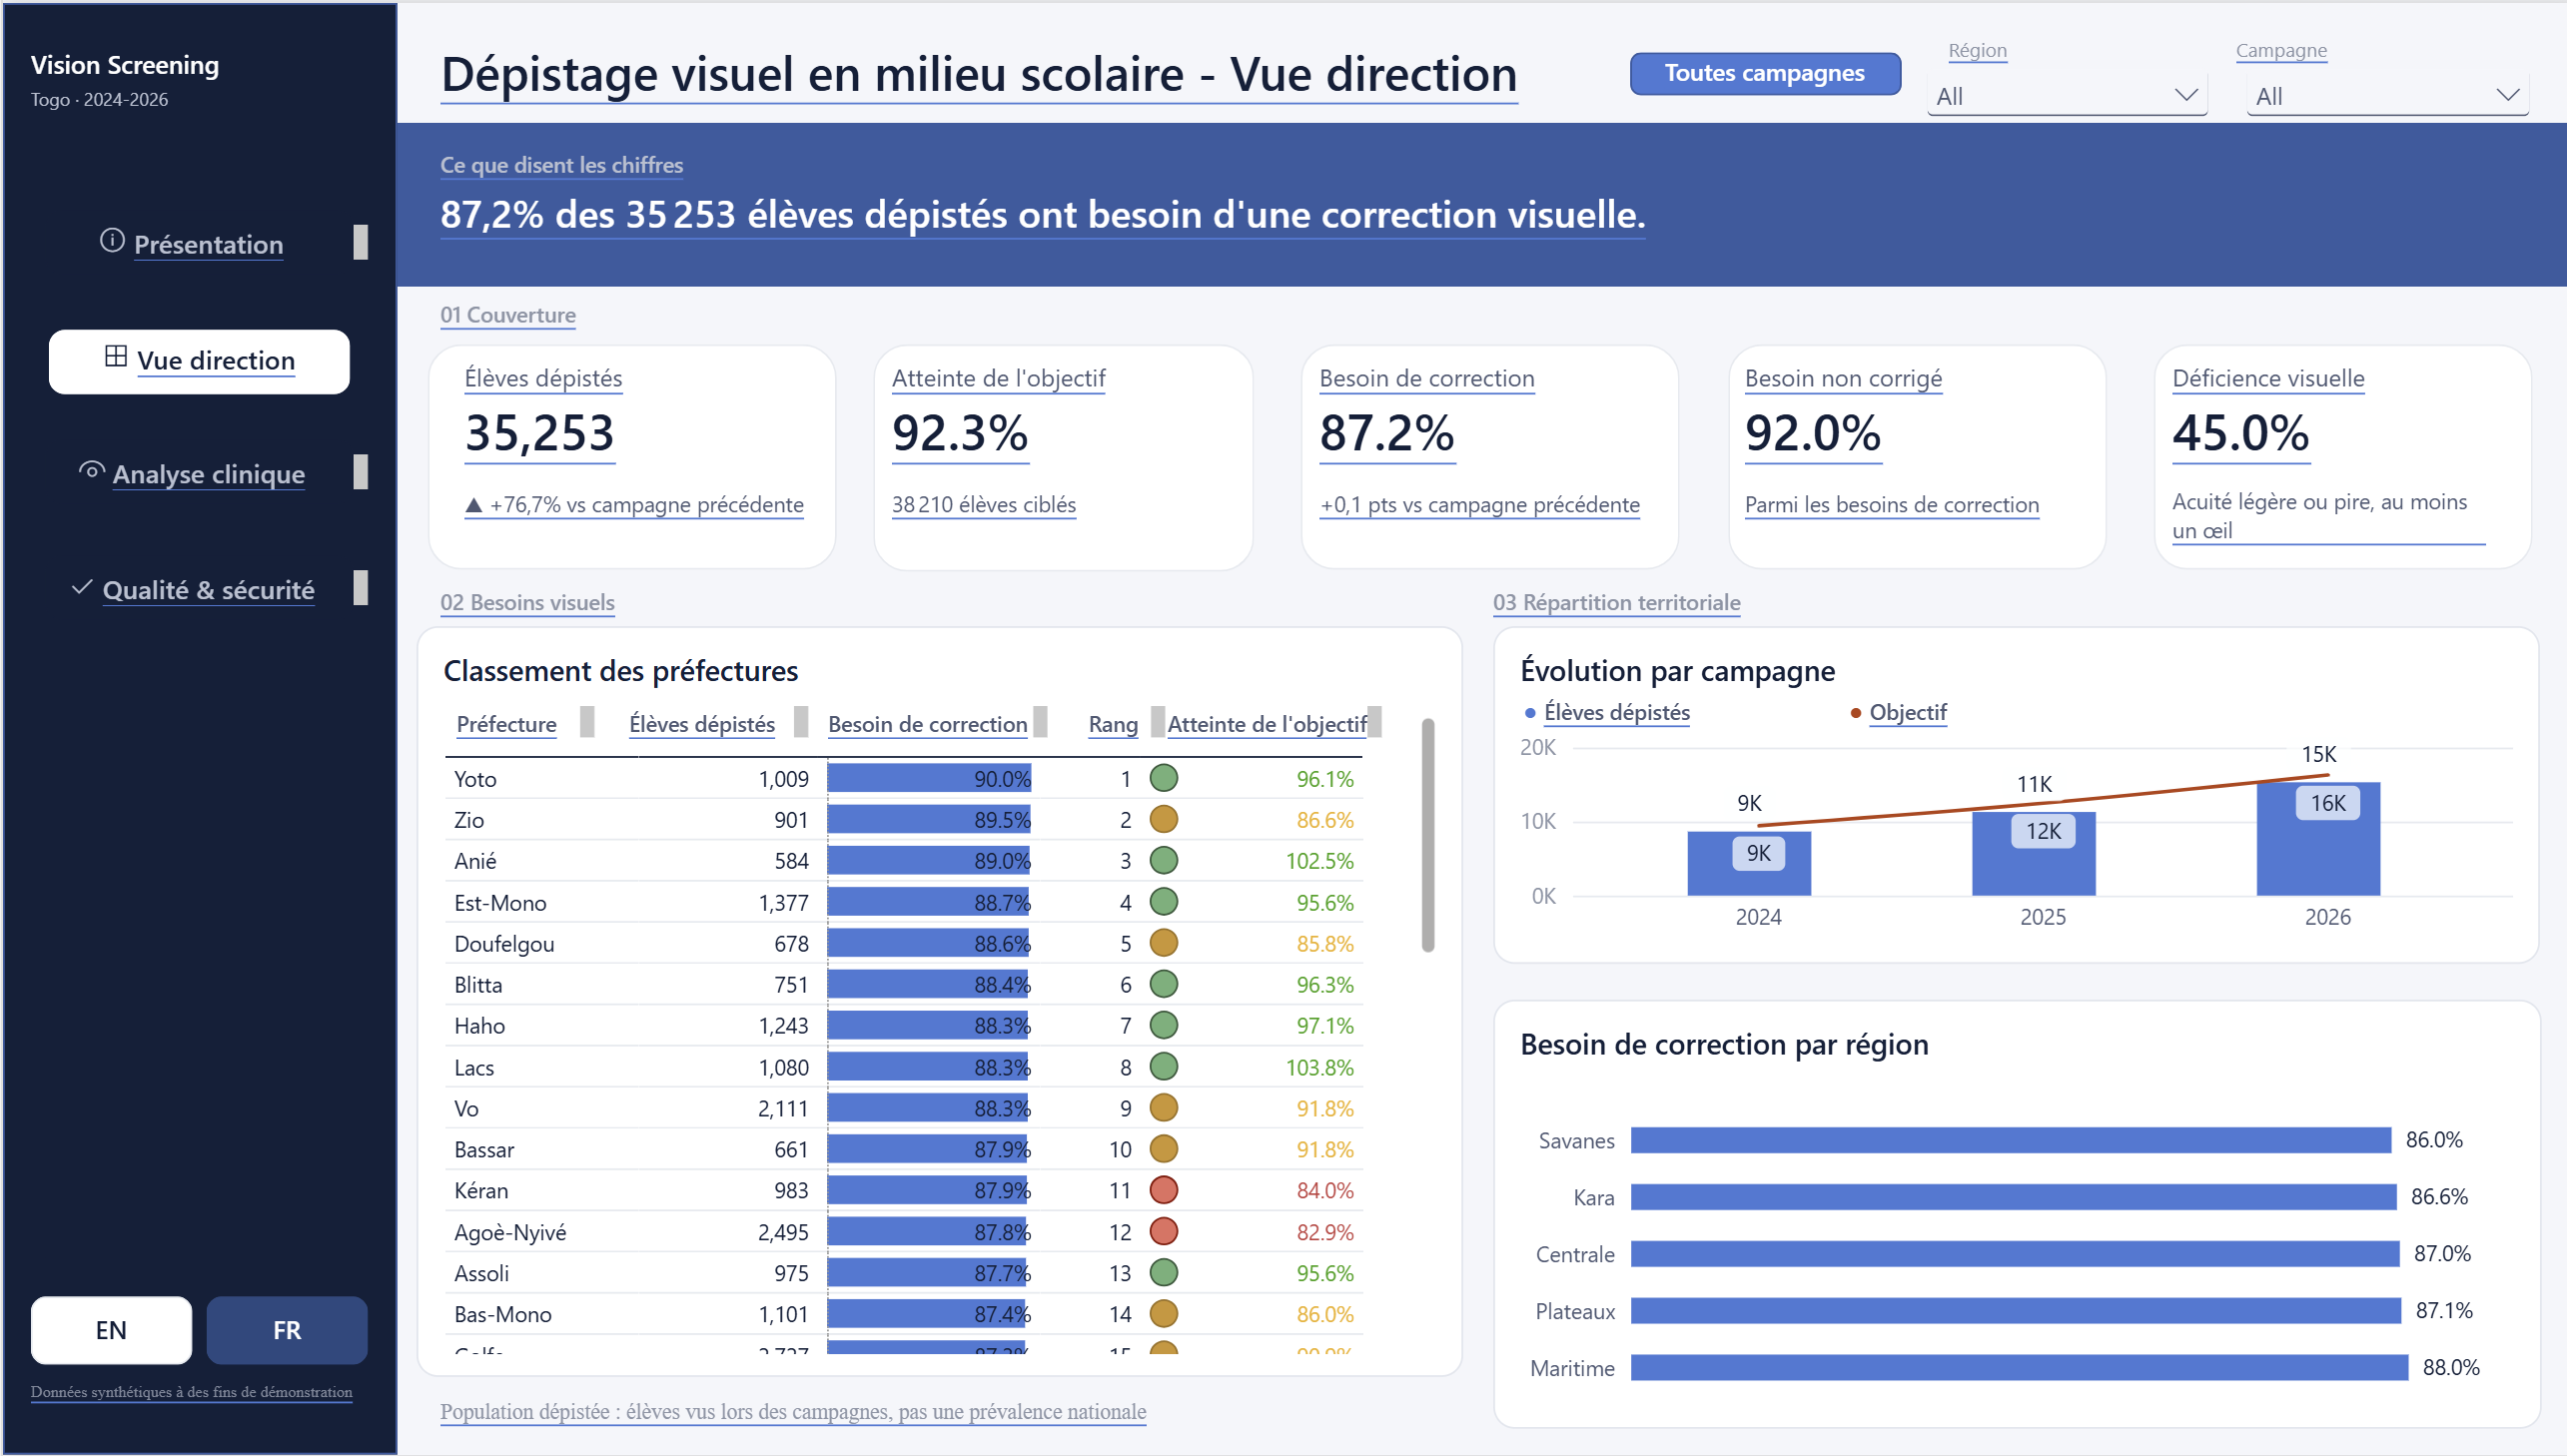 Vision Screening
Togo · 2024-2026
Présentation
Vue direction
Analyse clinique
Qualité & sécurité
EN
FR
Données synthétiques à des fins de démonstration
Dépistage visuel en milieu scolaire - Vue direction
Toutes campagnes
Région
All
Campagne
All
Ce que disent les chiffres
87,2% des 35 253 élèves dépistés ont besoin d'une correction visuelle.
01 Couverture
Élèves dépistés
35,253
▲ +76,7% vs campagne précédente
Atteinte de l'objectif
92.3%
38 210 élèves ciblés
Besoin de correction
87.2%
+0,1 pts vs campagne précédente
Besoin non corrigé
92.0%
Parmi les besoins de correction
Déficience visuelle
45.0%
Acuité légère ou pire, au moins
un œil
02 Besoins visuels
Classement des préfectures
Préfecture Élèves dépistés Besoin de correction Rang Atteinte de l'objectif
Yoto 1,009 90.0% 1 96.1%
Zio 901 89.5% 2 86.6%
Anié 584 89.0% 3 102.5%
Est-Mono 1,377 88.7% 4 95.6%
Doufelgou 678 88.6% 5 85.8%
Blitta 751 88.4% 6 96.3%
Haho 1,243 88.3% 7 97.1%
Lacs 1,080 88.3% 8 103.8%
Vo 2,111 88.3% 9 91.8%
Bassar 661 87.9% 10 91.8%
Kéran 983 87.9% 11 84.0%
Agoè-Nyivé 2,495 87.8% 12 82.9%
Assoli 975 87.7% 13 95.6%
Bas-Mono 1,101 87.4% 14 86.0%
Population dépistée : élèves vus lors des campagnes, pas une prévalence nationale
03 Répartition territoriale
Évolution par campagne
Élèves dépistés
Objectif
20K
10K
0K
9K
11K
15K
9K
12K
16K
2024
2025
2026
Besoin de correction par région
Savanes 86.0%
Kara 86.6%
Centrale 87.0%
Plateaux 87.1%
Maritime 88.0%